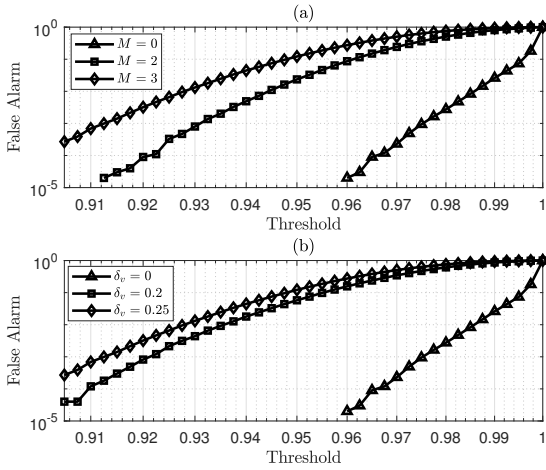 (a)
10^0
M = 0
M = 2
M = 3
False Alarm
10^-5
0.91 0.92 0.93 0.94 0.95 0.96 0.97 0.98 0.99 1
Threshold
(b)
10^0
δ_v = 0
δ_v = 0.2
δ_v = 0.25
False Alarm
10^-5
0.91 0.92 0.93 0.94 0.95 0.96 0.97 0.98 0.99 1
Threshold